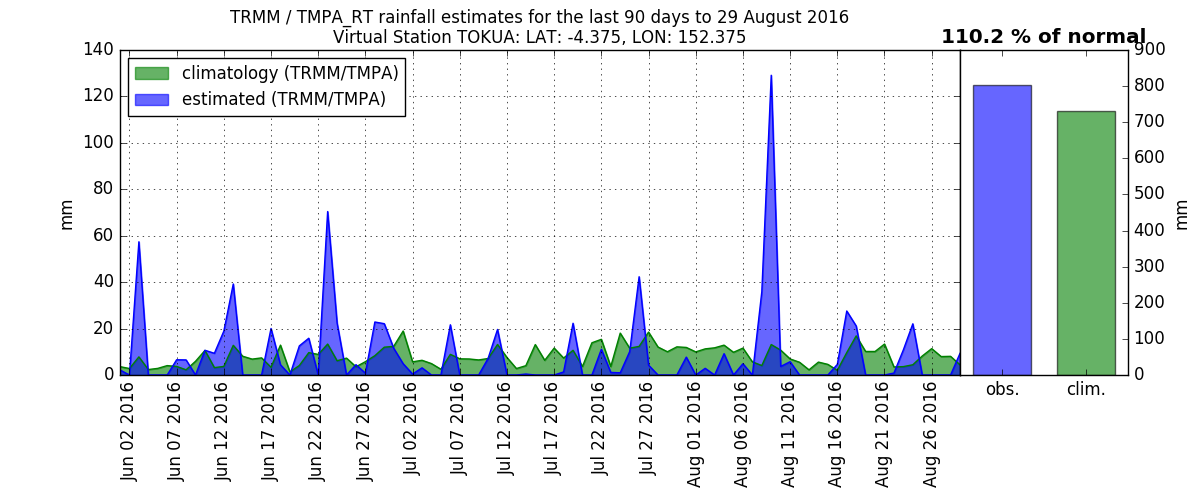 TRMM / TMPA_RT rainfall estimates for the last 90 days to 29 August 2016
Virtual Station TOKUA: LAT: -4.375, LON: 152.375
110.2 % of normal
climatology (TRMM/TMPA)
estimated (TRMM/TMPA)
mm
140
120
100
80
60
40
20
0
Jun 02 2016
Jun 07 2016
Jun 12 2016
Jun 17 2016
Jun 22 2016
Jun 27 2016
Jul 02 2016
Jul 07 2016
Jul 12 2016
Jul 17 2016
Jul 22 2016
Jul 27 2016
Aug 01 2016
Aug 06 2016
Aug 11 2016
Aug 16 2016
Aug 21 2016
Aug 26 2016
900
800
700
600
500
400
300
200
100
0
mm
obs.
clim.